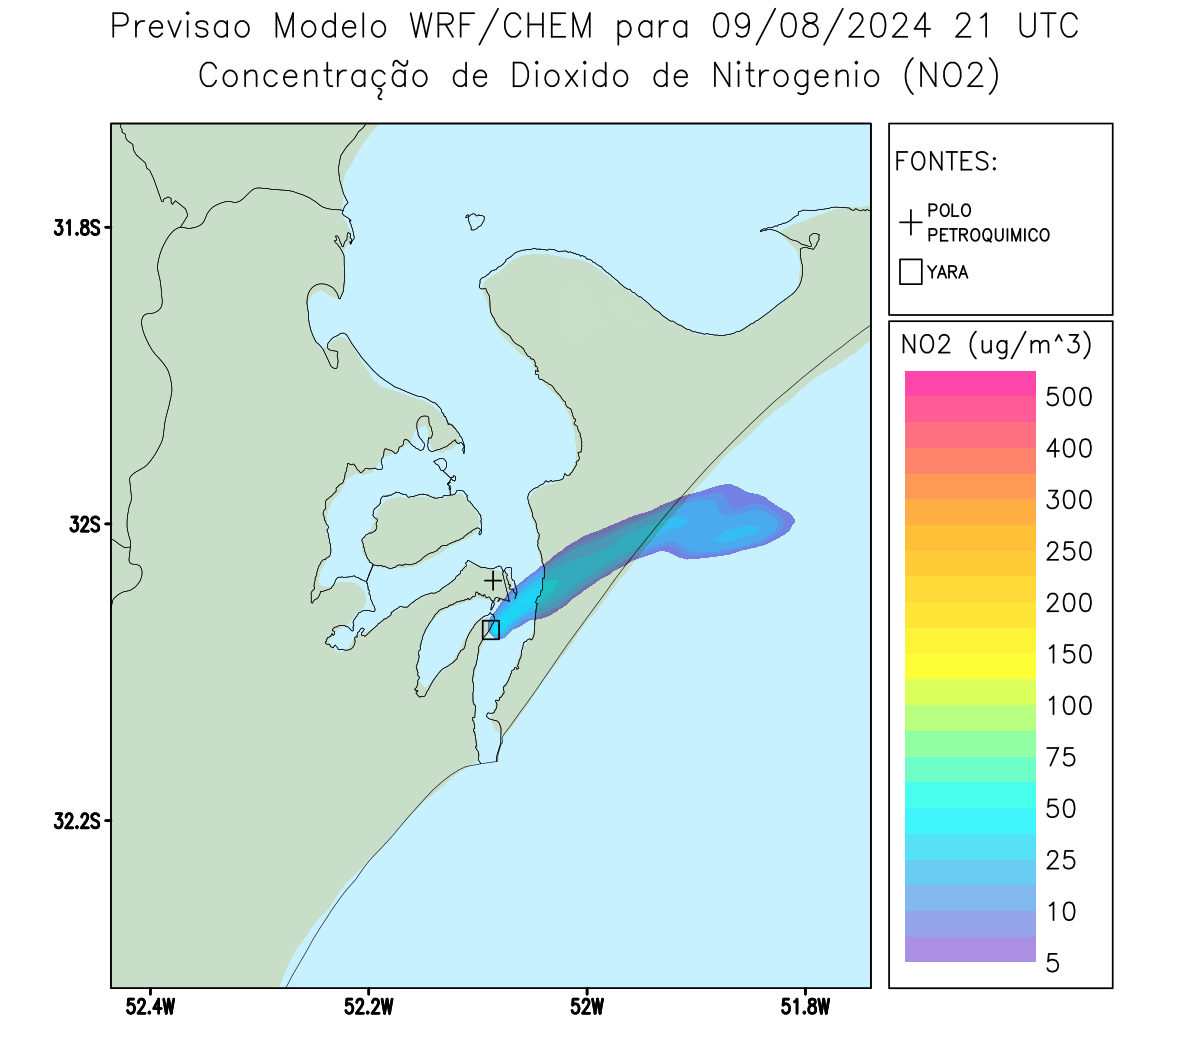 Previsao Modelo WRF/CHEM para 09/08/2024 21 UTC
Concentração de Dioxido de Nitrogenio (NO2)
FONTES:
POLO
PETROQUIMICO
YARA
31.8S
32S
32.2S
52.4W
52.2W
52W
51.8W
NO2 (ug/m^3)
500
400
300
250
200
150
100
75
50
25
10
5